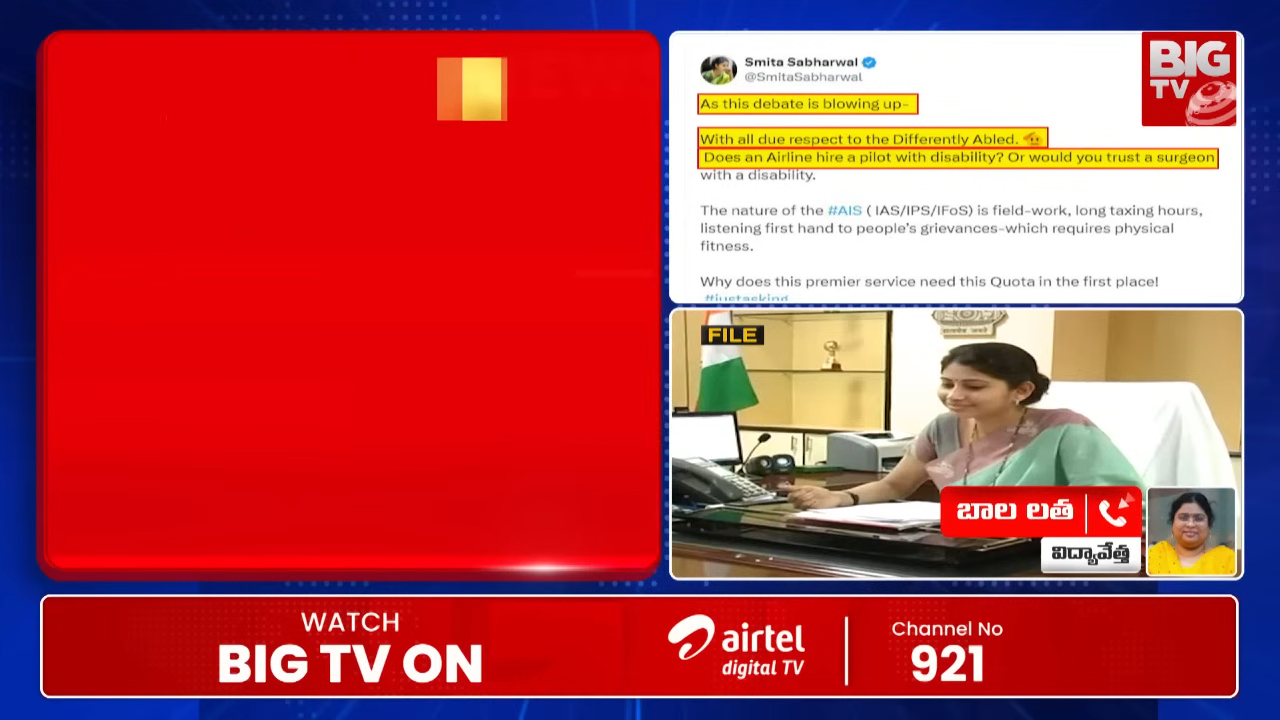 Smita Sabharwal
@SmitaSabharwal
BIG
TV
As this debate is blowing up-
With all due respect to the Differently Abled.
Does an Airline hire a pilot with disability? Or would you trust a surgeon
with a disability.
The nature of the #AIS ( IAS/IPS/IFoS) is field-work, long taxing hours,
listening first hand to people's grievances-which requires physical
fitness.
Why does this premier service need this Quota in the first place!
#justasking
FILE
బాల లత
విద్యావేత్త
WATCH
BIG TV ON
airtel
digital TV
Channel No
921